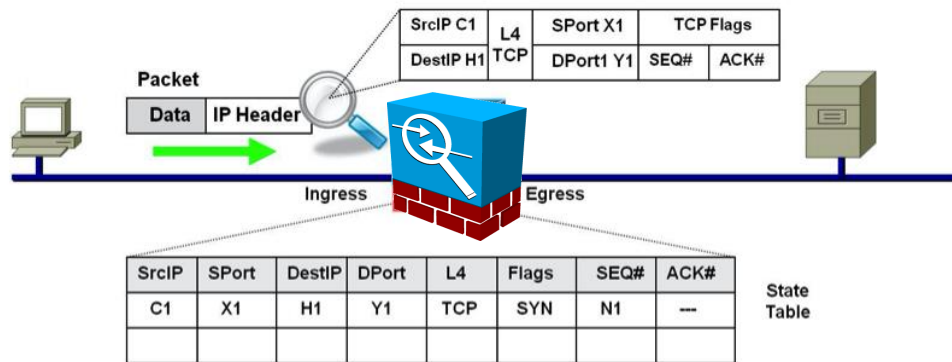 SrcIP C1 L4 TCP SPort X1 TCP Flags
DestIP H1 DPort1 Y1 SEQ# ACK#
Packet
Data IP Header
Ingress Egress
SrcIP SPort DestIP DPort L4 Flags SEQ# ACK#
C1 X1 H1 Y1 TCP SYN N1 ---
State
Table